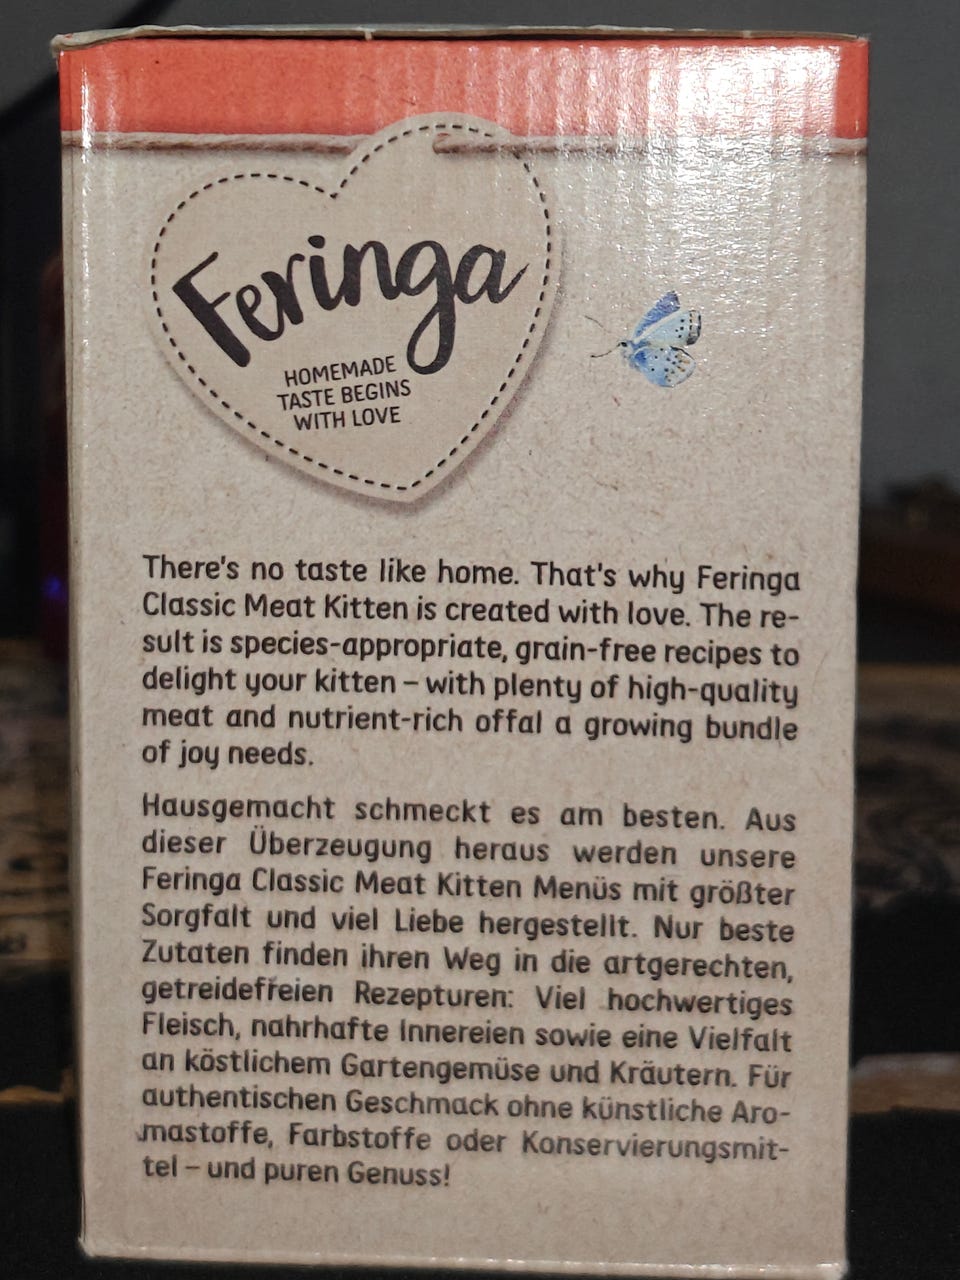 Feringa
HOMEMADE
TASTE BEGINS
WITH LOVE
There's no taste like home. That's why Feringa
Classic Meat Kitten is created with love. The re-
sult is species-appropriate, grain-free recipes to
delight your kitten – with plenty of high-quality
meat and nutrient-rich offal a growing bundle
of joy needs.
Hausgemacht schmeckt es am besten. Aus
dieser Überzeugung heraus werden unsere
Feringa Classic Meat Kitten Menüs mit größter
Sorgfalt und viel Liebe hergestellt. Nur beste
Zutaten finden ihren Weg in die artgerechten,
getreidefreien Rezepturen: Viel hochwertiges
Fleisch, nahrhafte Innereien sowie eine Vielfalt
an köstlichem Gartengemüse und Kräutern. Für
authentischen Geschmack ohne künstliche Aro-
mastoffe, Farbstoffe oder Konservierungsmit-
tel – und puren Genuss!